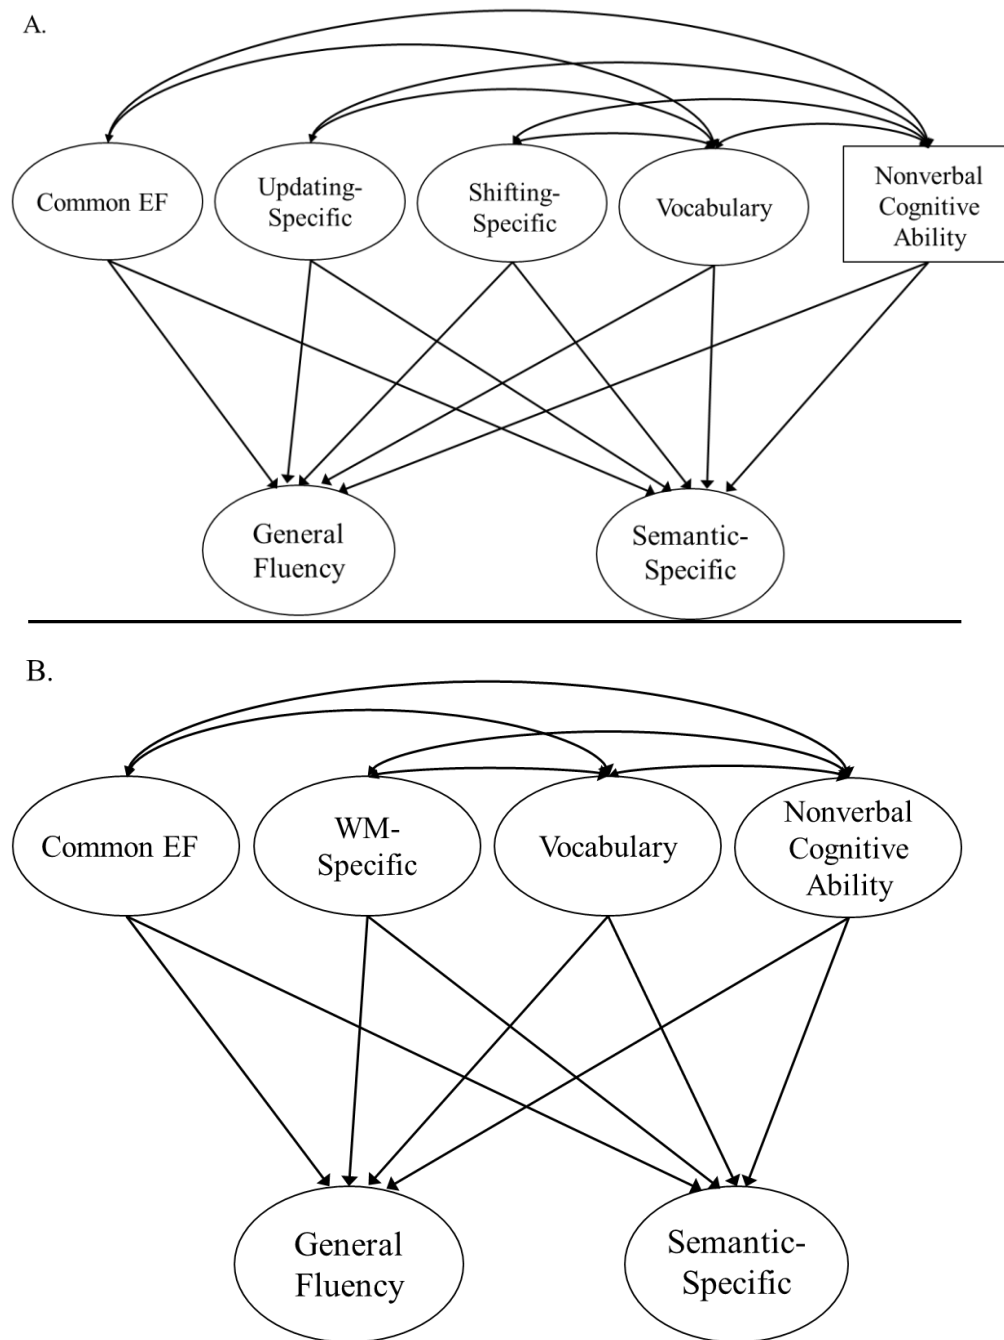 A.
Common EF
Updating-
Specific
Shifting-
Specific
Vocabulary
Nonverbal
Cognitive
Ability
General
Fluency
Semantic-
Specific
B.
Common EF
WM-
Specific
Vocabulary
Nonverbal
Cognitive
Ability
General
Fluency
Semantic-
Specific